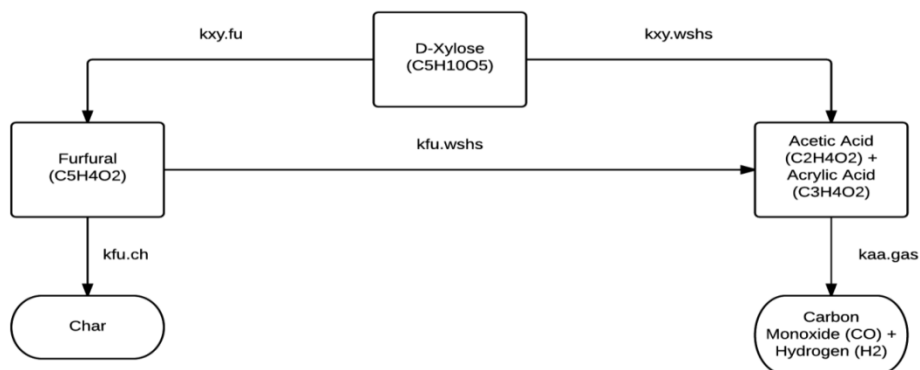 kxy.fu
D-Xylose
(C5H10O5)
kxy.wshs
Furfural
(C5H4O2)
kfu.wshs
Acetic Acid
(C2H4O2) +
Acrylic Acid
(C3H4O2)
kfu.ch
kaa.gas
Char
Carbon
Monoxide (CO) +
Hydrogen (H2)